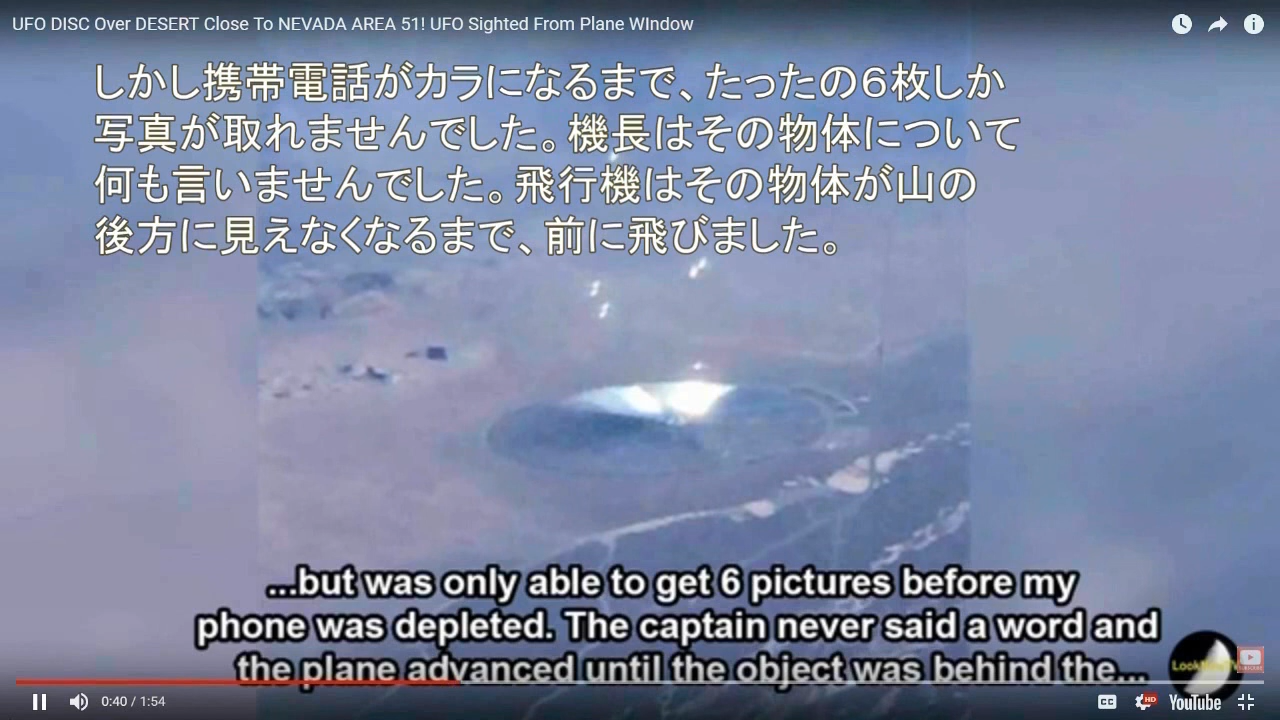 UFO DISC Over DESERT Close To NEVADA AREA 51! UFO Sighted From Plane WIndow
しかし携帯電話がカラになるまで、たったの6枚しか
写真が取れませんでした。機長はその物体について
何も言いませんでした。飛行機はその物体が山の
後方に見えなくなるまで、前に飛びました。
...but was only able to get 6 pictures before my
phone was depleted. The captain never said a word and
the plane advanced until the object was behind the...
0:40 / 1:54
CC
HD
YouTube